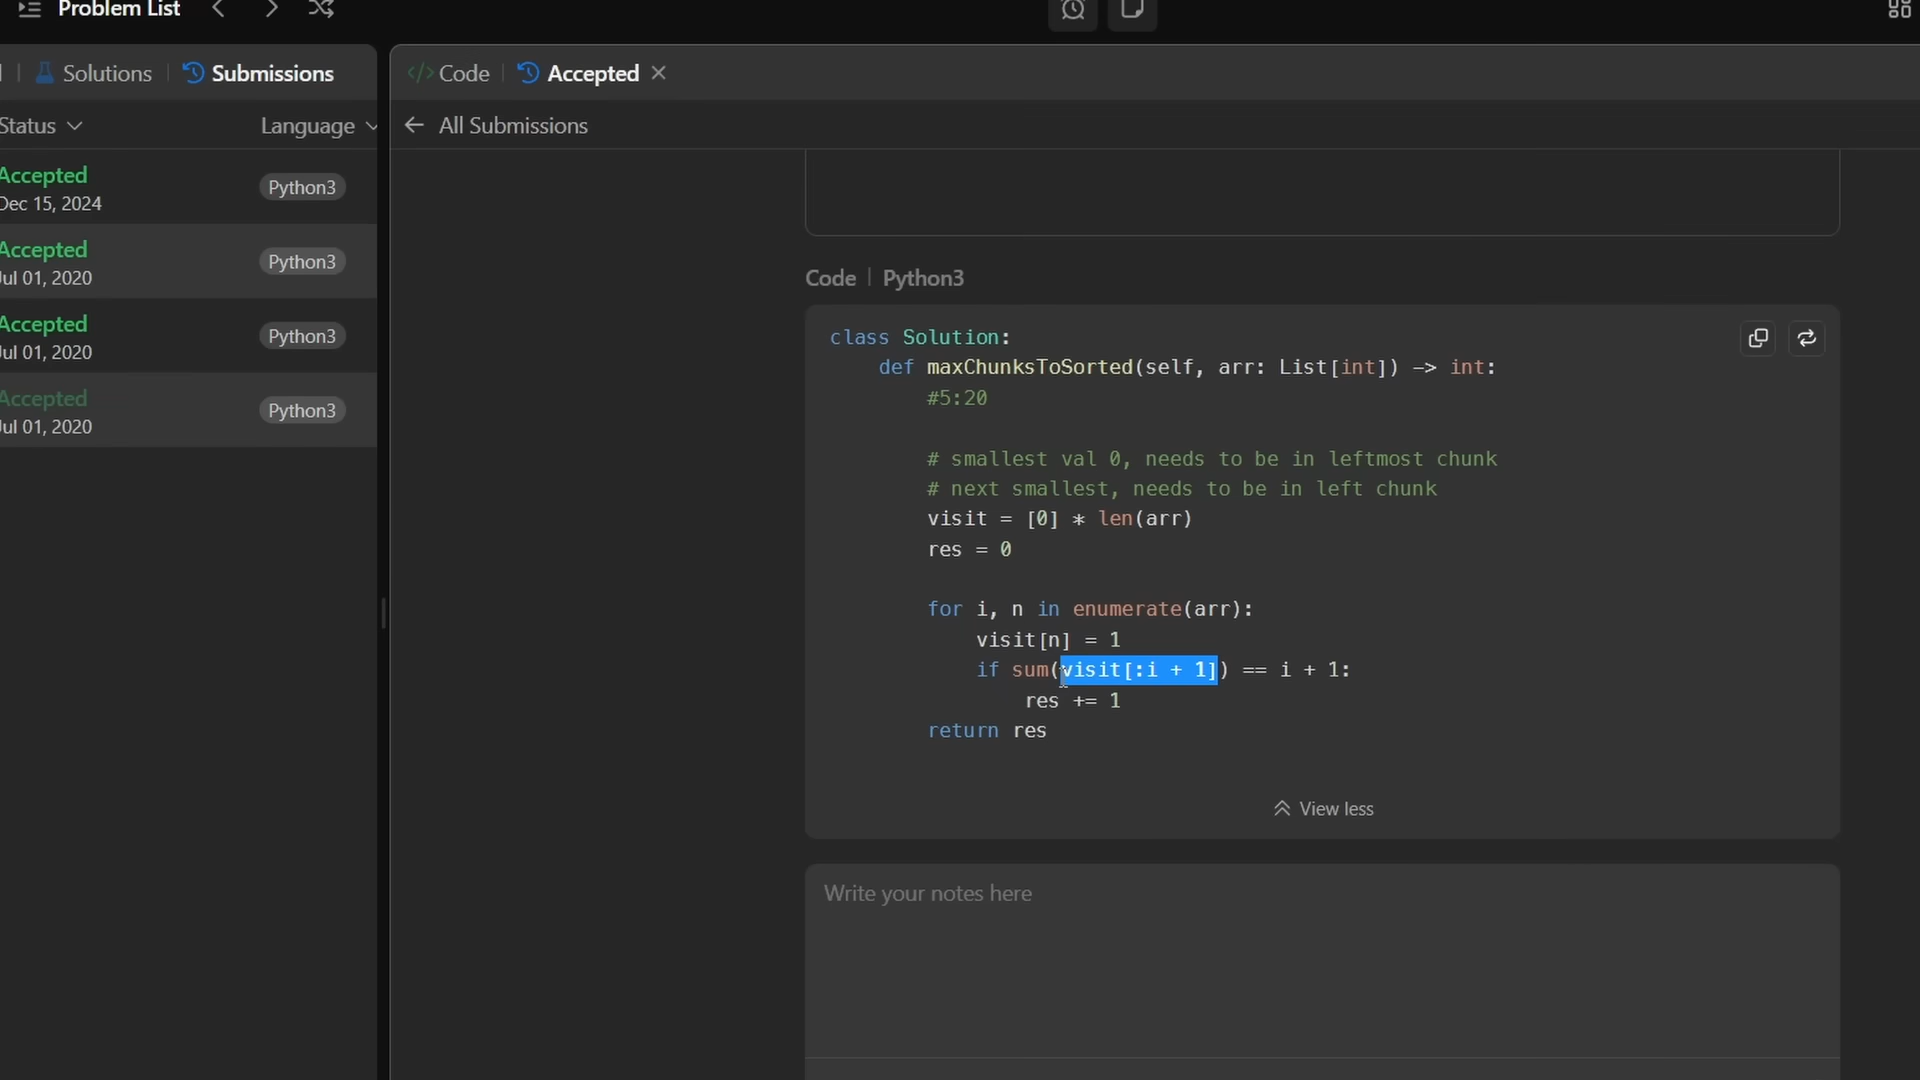 Problem List
Solutions
Submissions
Code
Accepted
Status
Language
All Submissions
Accepted
Python3
Dec 15, 2024
Accepted
Python3
Jul 01, 2020
Accepted
Python3
Jul 01, 2020
Accepted
Python3
Jul 01, 2020
Code | Python3
class Solution:
    def maxChunksToSorted(self, arr: List[int]) -> int:
        #5:20
        # smallest val 0, needs to be in leftmost chunk
        # next smallest, needs to be in left chunk
        visit = [0] * len(arr)
        res = 0
        for i, n in enumerate(arr):
            visit[n] = 1
            if sum(visit[:i + 1]) == i + 1:
                res += 1
        return res
View less
Write your notes here